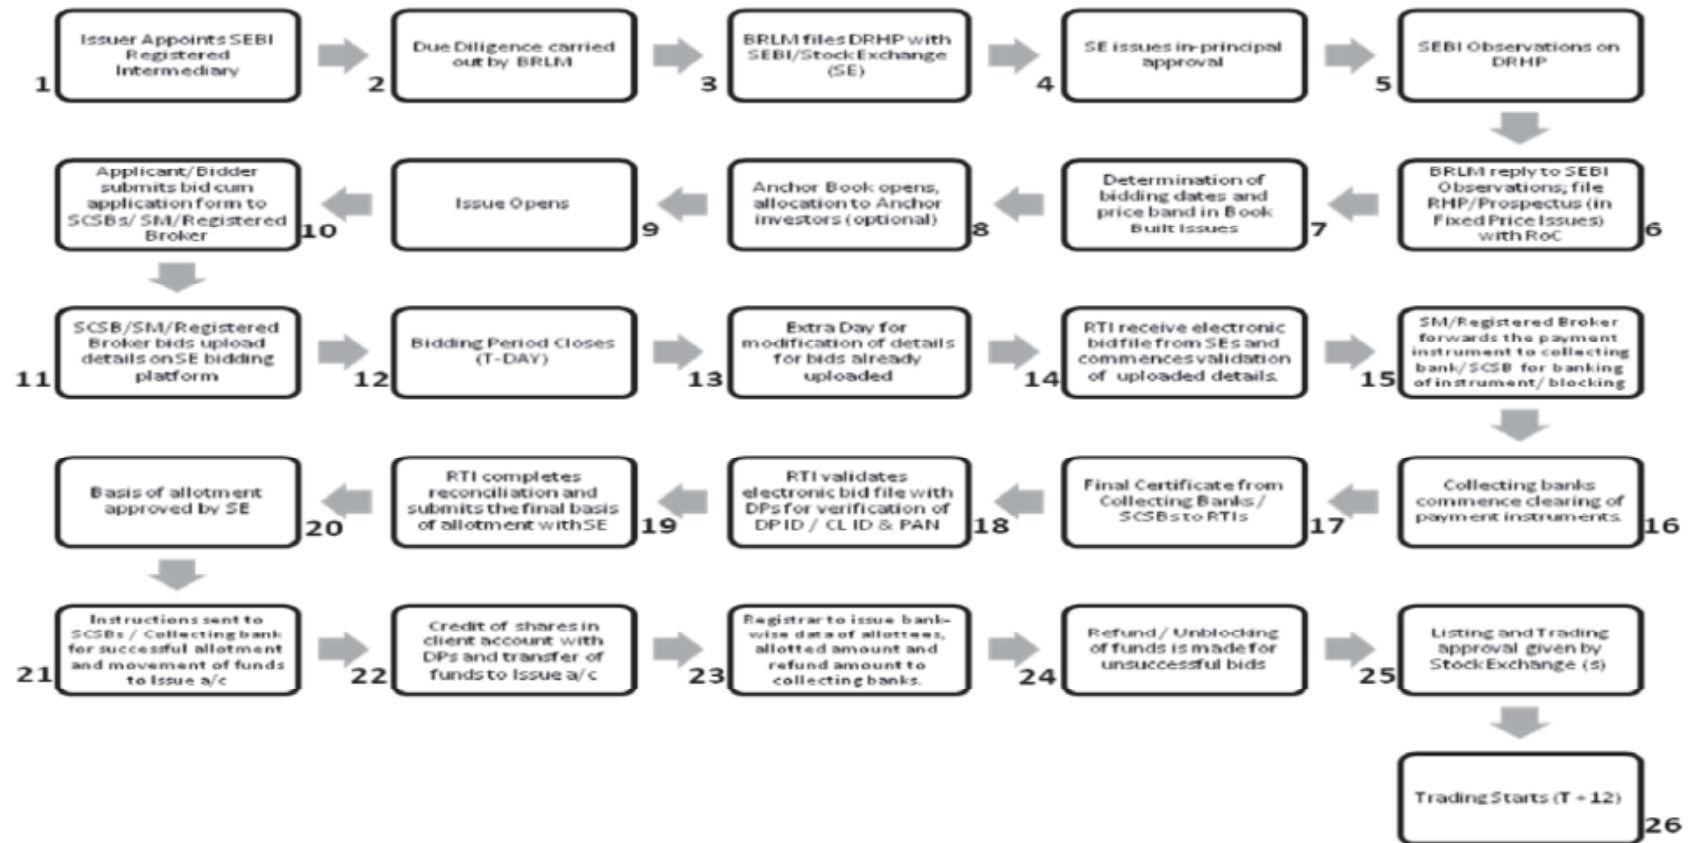 Issuer Appoints SEBI
Registered
Intermediary
1
Due Diligence carried
out by BRLM
2
BRLM files DRHP with
SEBI/Stock Exchange
(SE)
3
SE issues in-principal
approval
4
SEBI Observations on
DRHP
5
BRLM reply to SEBI
Observations; file
RHP/Prospectus (in
Fixed Price Issues)
with RoC
6
Determination of
bidding dates and
price band in Book
Built Issues
7
Anchor Book opens,
allocation to Anchor
investors (optional)
8
Issue Opens
9
Applicant/Bidder
submits bid cum
application form to
SCSBs/ SM/Registered
Broker
10
SCSB/SM/Registered
Broker bids upload
details on SE bidding
platform
11
Bidding Period Closes
(T-DAY)
12
Extra Day for
modification of details
for bids already
uploaded
13
RTI receive electronic
bid file from SEs and
commences validation
of uploaded details.
14
SM/Registered Broker
forwards the payment
instrument to collecting
bank/SCSB for banking
of instrument/ blocking
15
Collecting banks
commence clearing of
payment instruments.
16
Final Certificate from
Collecting Banks /
SCSBs to RTIs
17
RTI validates
electronic bid file with
DPs for verification of
DP ID / CL ID & PAN
18
RTI completes
reconciliation and
submits the final basis
of allotment with SE
19
Basis of allotment
approved by SE
20
Instructions sent to
SCSBs / Collecting bank
for successful allotment
and movement of funds
to Issue a/c
21
Credit of shares in
client account with
DPs and transfer of
funds to Issue a/c
22
Registrar to issue bank-
wise data of allottees,
allotted amount and
refund amount to
collecting banks.
23
Refund / Unblocking
of funds is made for
unsuccessful bids
24
Listing and Trading
approval given by
Stock Exchange (s)
25
Trading Starts (T + 12)
26